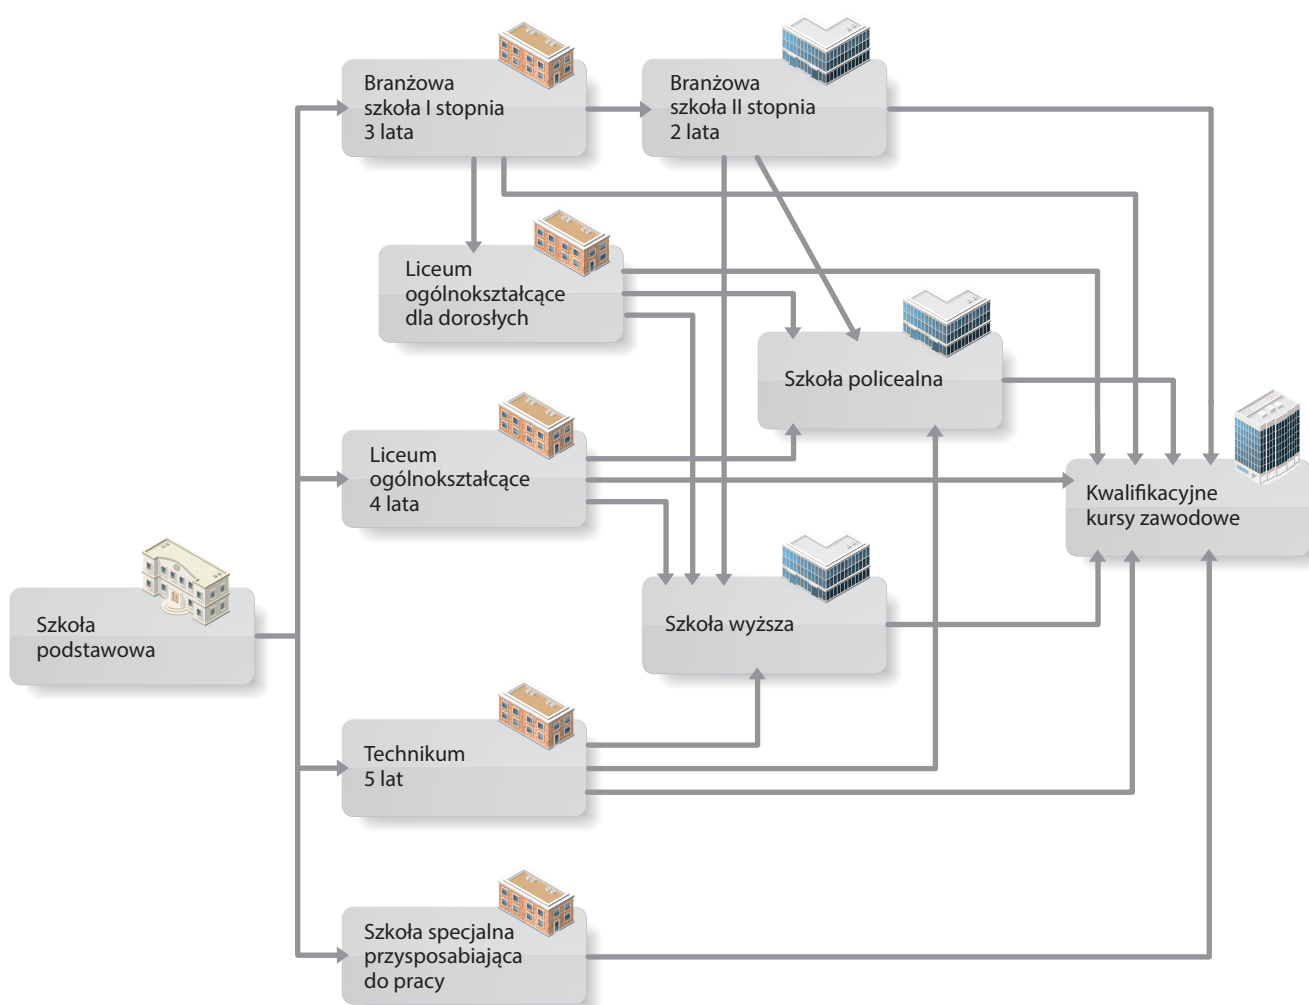 Branżowa
szkoła I stopnia
3 lata
Branżowa
szkoła II stopnia
2 lata
Liceum
ogólnokształcące
dla dorosłych
Szkoła policealna
Liceum
ogólnokształcące
4 lata
Kwalifikacyjne
kursy zawodowe
Szkoła
podstawowa
Szkoła wyższa
Technikum
5 lat
Szkoła specjalna
przysposabiająca
do pracy